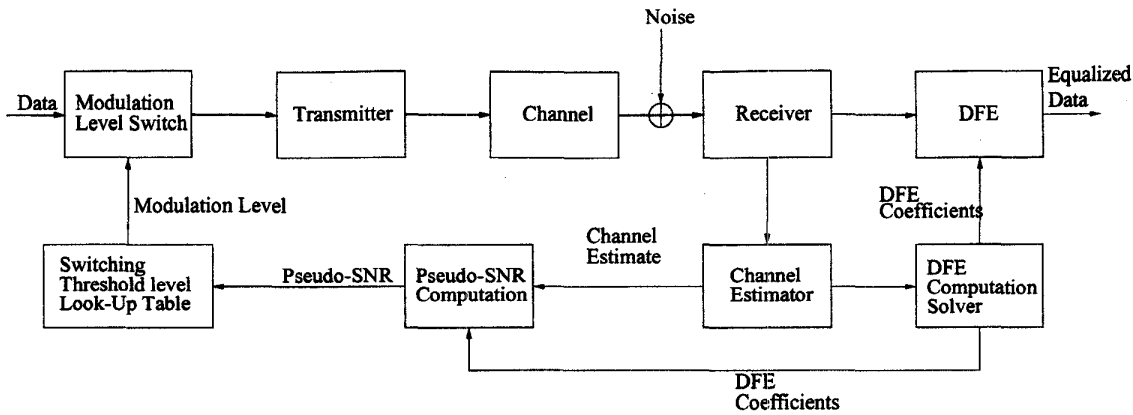 Noise
Data
Modulation
Level Switch
Transmitter
Channel
Receiver
DFE
Equalized
Data
Modulation Level
DFE
Coefficients
Switching
Threshold level
Look-Up Table
Pseudo-SNR
Pseudo-SNR
Computation
Channel
Estimate
Channel
Estimator
DFE
Computation
Solver
DFE
Coefficients